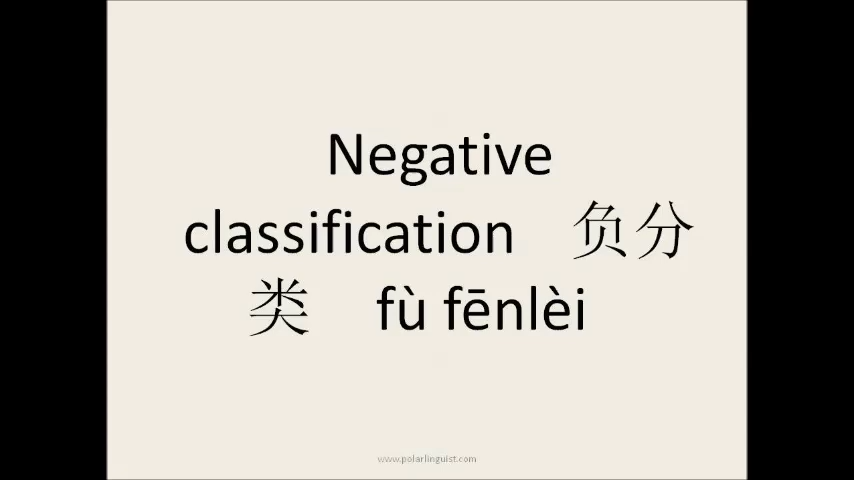 Negative
classification 负分
类 fù fēnlèi
www.polarlinguist.com